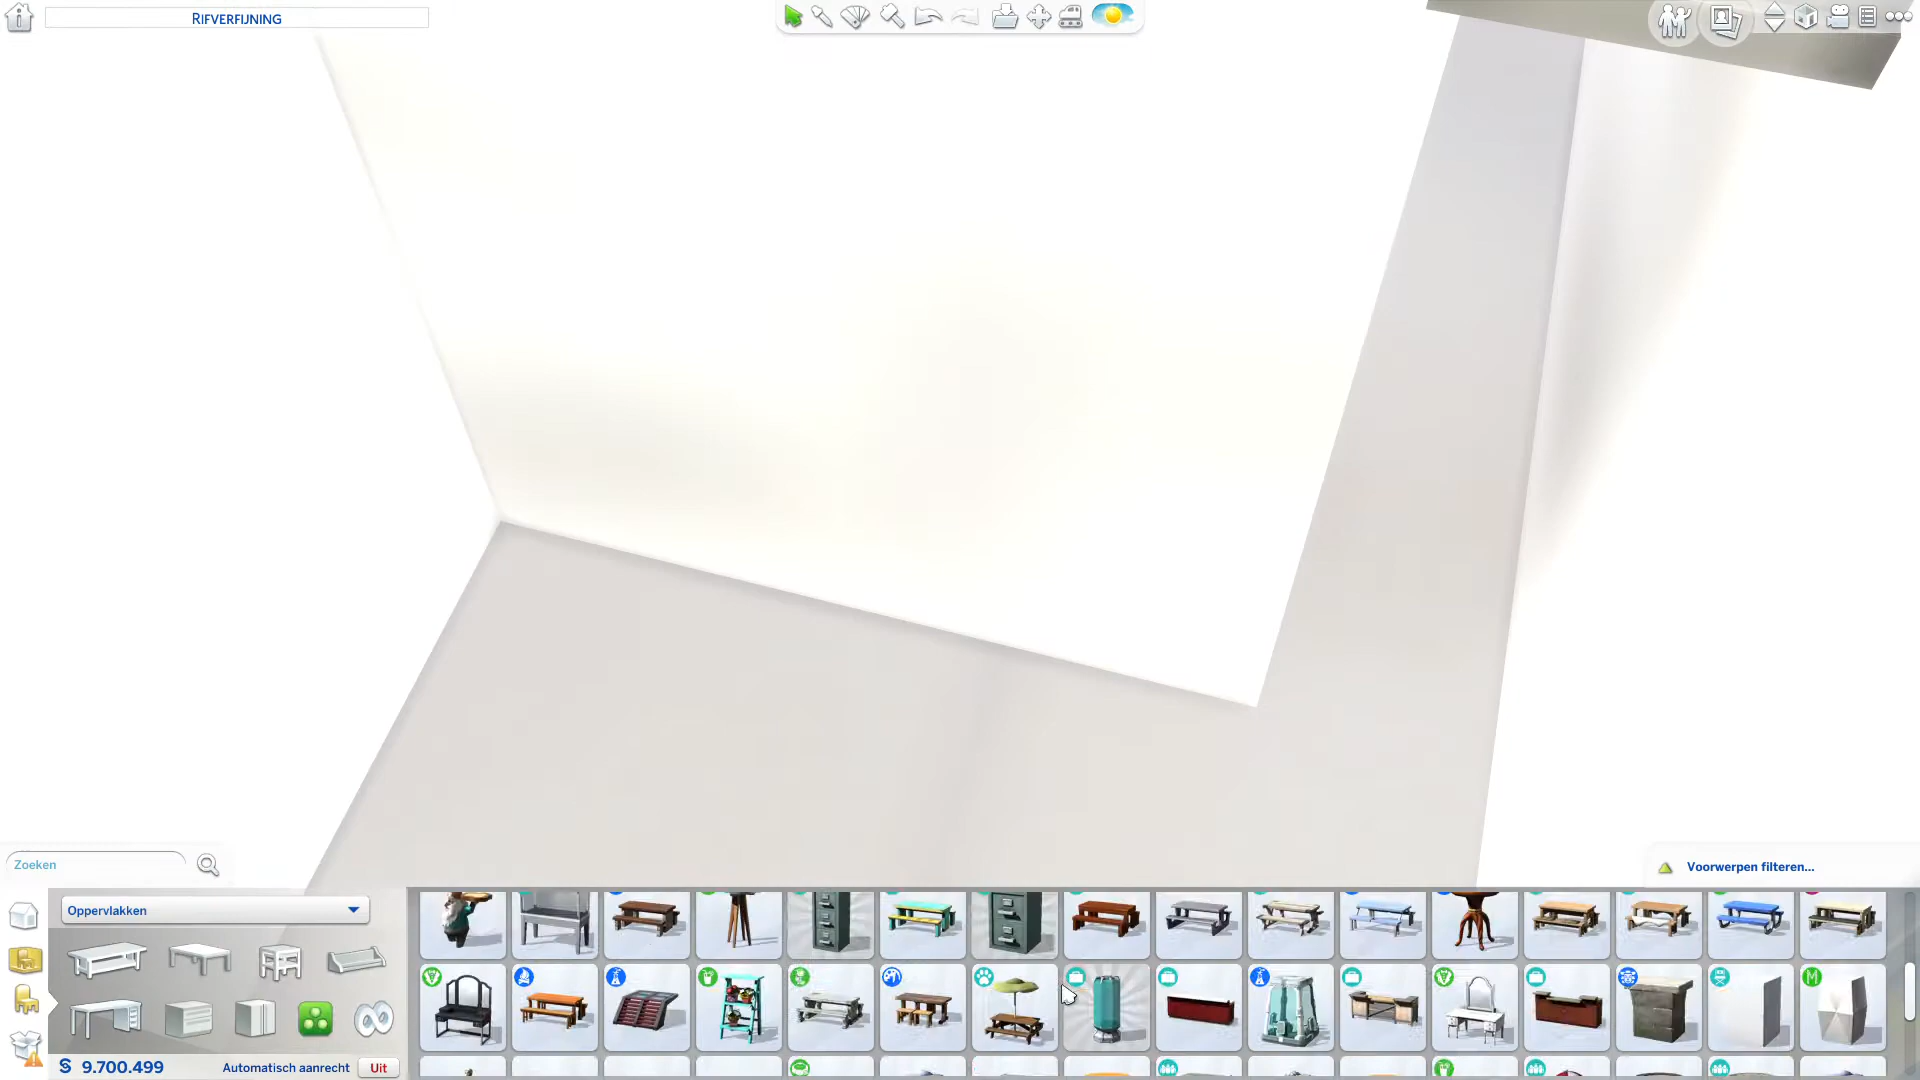 Rifverfijning
Zoeken
Voorwerpen filteren...
Oppervlakken
9.700.499
Automatisch aanrecht
Uit